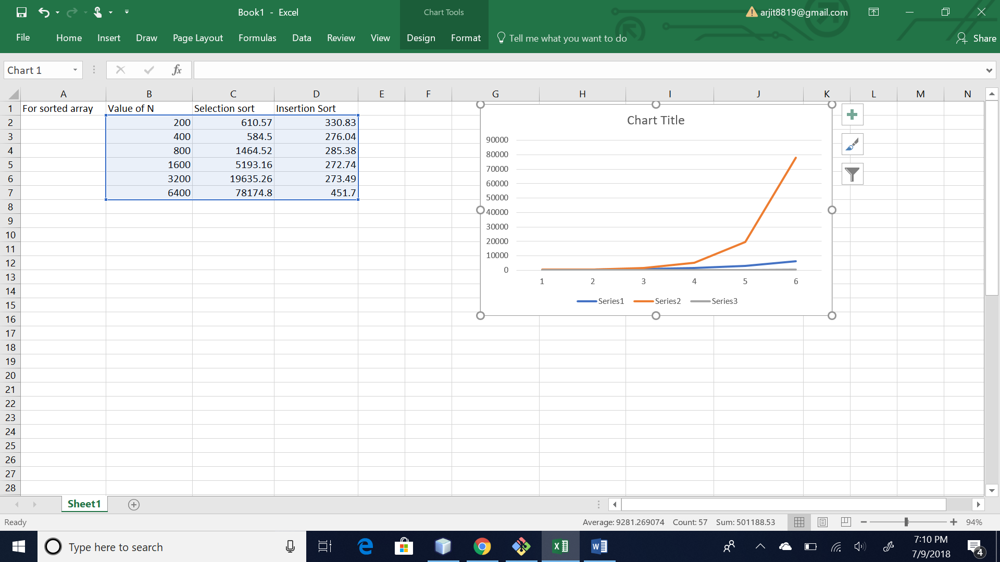 Book1 - Excel
Chart Tools
arjit8819@gmail.com
File Home Insert Draw Page Layout Formulas Data Review View Design Format Tell me what you want to do Share
Chart 1 fx
A B C D E F G H I J K L M N
1 For sorted array Value of N Selection sort Insertion Sort
2 200 610.57 330.83
3 400 584.5 276.04
4 800 1464.52 285.38
5 1600 5193.16 272.74
6 3200 19635.26 273.49
7 6400 78174.8 451.7
8
9
10
11
12
13
14
15
16
17
18
19
20
21
22
23
24
25
26
27
28
Chart Title
90000
80000
70000
60000
50000
40000
30000
20000
10000
0
1 2 3 4 5 6
Series1 Series2 Series3
Sheet1
Ready Average: 9281.269074 Count: 57 Sum: 501188.53 94%
Type here to search
7:10 PM
7/9/2018
4